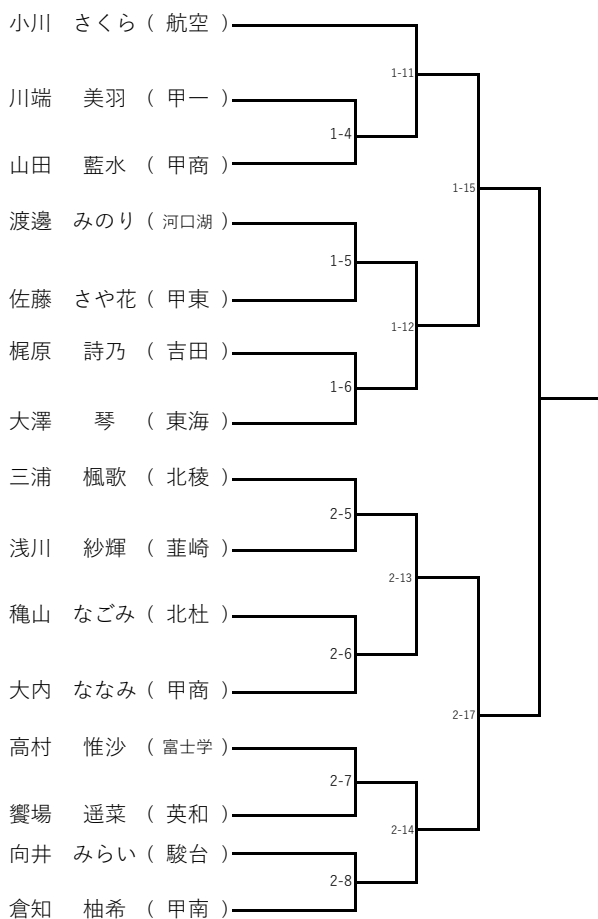 小川 さくら ( 航空 )
1-11
川端 美羽 ( 甲一 )
1-4
山田 藍水 ( 甲商 )
1-15
渡邊 みのり ( 河口湖 )
1-5
佐藤 さや花 ( 甲東 )
1-12
梶原 詩乃 ( 吉田 )
1-6
大澤 琴 ( 東海 )
三浦 楓歌 ( 北稜 )
2-5
浅川 紗輝 ( 韮崎 )
2-13
穐山 なごみ ( 北杜 )
2-6
大内 ななみ ( 甲商 )
2-17
高村 惟沙 ( 富士学 )
2-7
饗場 遥菜 ( 英和 )
2-14
向井 みらい ( 駿台 )
2-8
倉知 柚希 ( 甲南 )